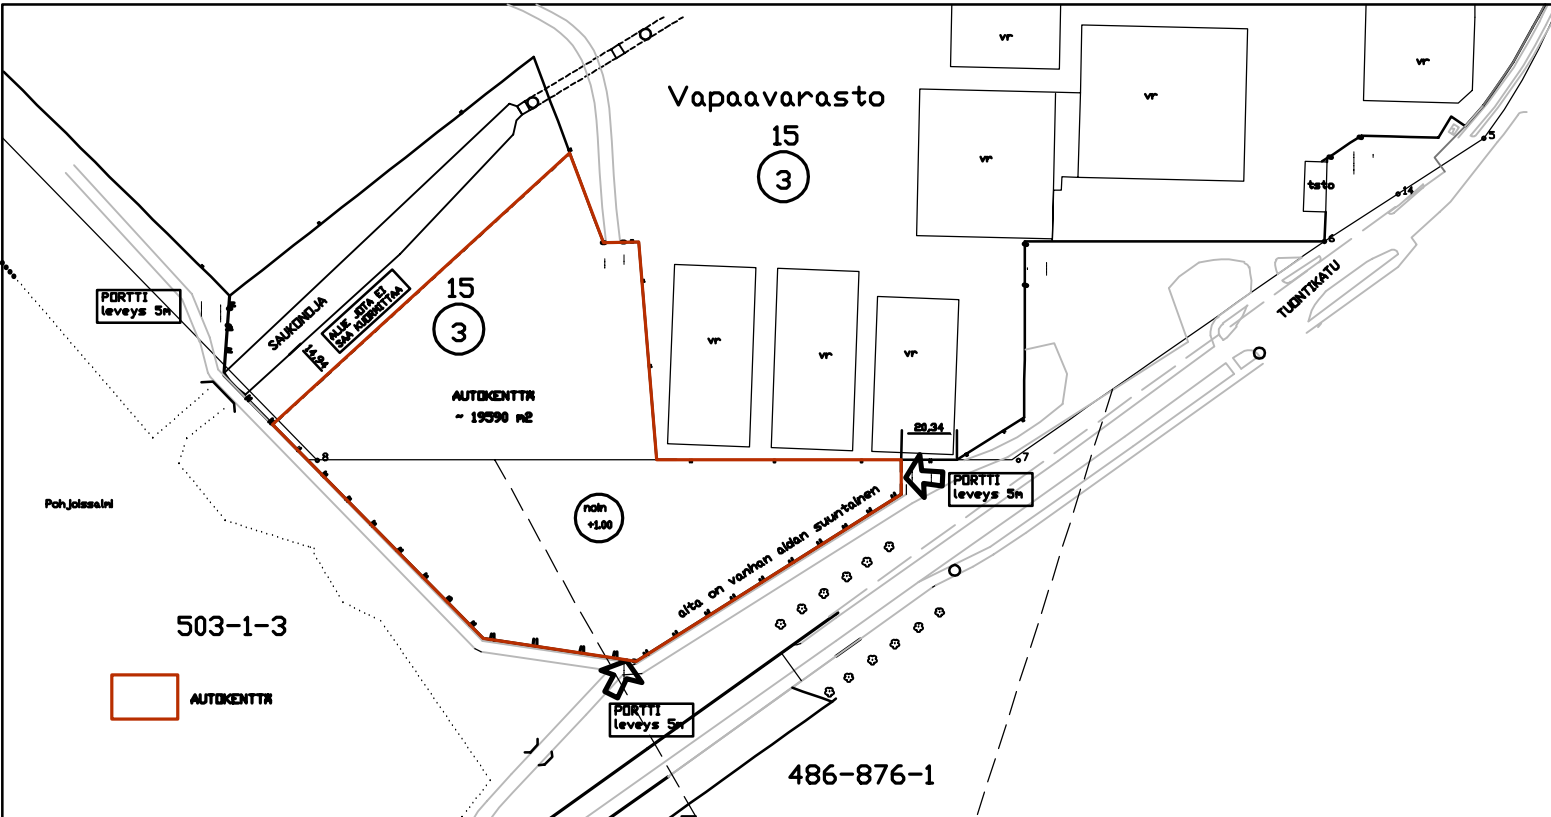 Vapaavarasto
15
3
vr
vr
vr
vr
5
14
tsto
6
TUONTIKATU
PORTTI
leveys 5m
SAUKONOJA
ALUE JOTA EI
SAA KUORMITTAA
14,94
15
3
AUTOKENTTÄ
~ 19590 m2
vr
vr
vr
20,34
8
7
PORTTI
leveys 5m
Pohjoissalmi
noin
+1.00
aita on vanhan aidan suuntainen
503-1-3
AUTOKENTTÄ
PORTTI
leveys 5m
486-876-1